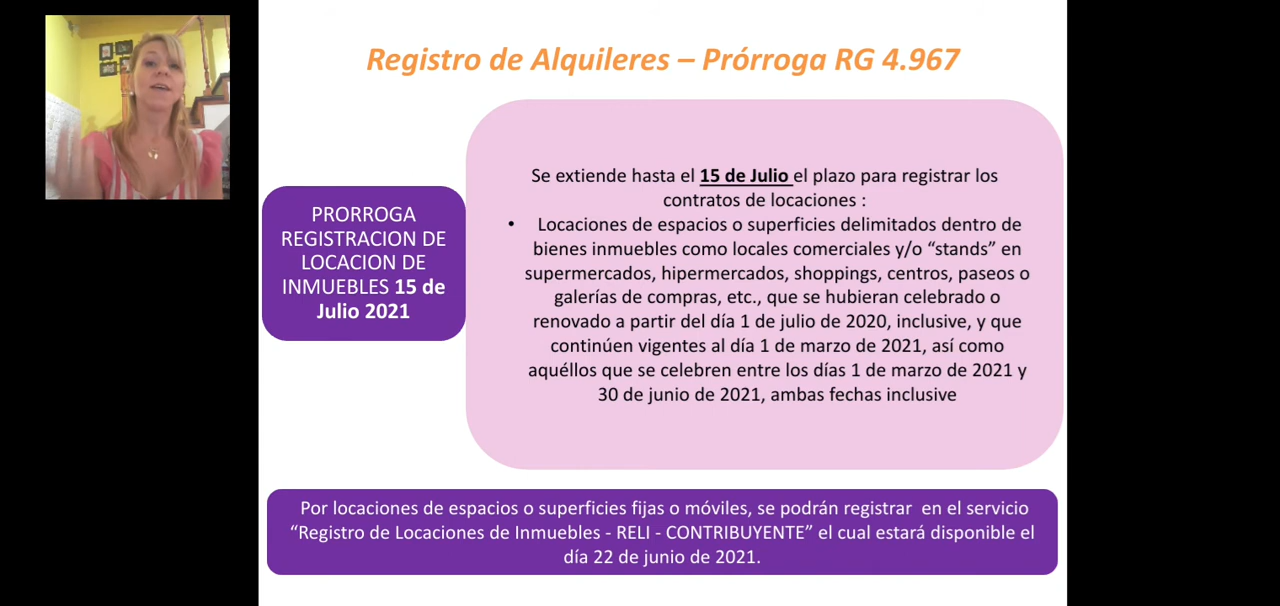 Registro de Alquileres – Prórroga RG 4.967
PRORROGA
REGISTRACION DE
LOCACION DE
INMUEBLES 15 de
Julio 2021
Se extiende hasta el 15 de Julio el plazo para registrar los
contratos de locaciones :
• Locaciones de espacios o superficies delimitados dentro de
bienes inmuebles como locales comerciales y/o “stands” en
supermercados, hipermercados, shoppings, centros, paseos o
galerías de compras, etc., que se hubieran celebrado o
renovado a partir del día 1 de julio de 2020, inclusive, y que
continúen vigentes al día 1 de marzo de 2021, así como
aquéllos que se celebren entre los días 1 de marzo de 2021 y
30 de junio de 2021, ambas fechas inclusive
Por locaciones de espacios o superficies fijas o móviles, se podrán registrar en el servicio
“Registro de Locaciones de Inmuebles - RELI - CONTRIBUYENTE” el cual estará disponible el
día 22 de junio de 2021.